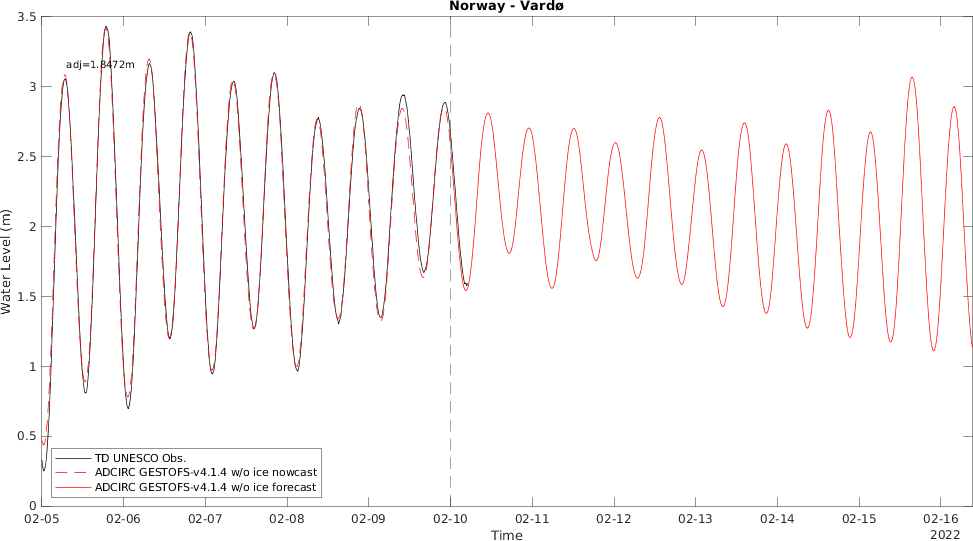 Norway - Vardø
3.5
adj=1.8472m
3
2.5
2
1.5
1
0.5
0
Water Level (m)
TD UNESCO Obs.
ADCIRC GESTOFS-v4.1.4 w/o ice nowcast
ADCIRC GESTOFS-v4.1.4 w/o ice forecast
02-05 02-06 02-07 02-08 02-09 02-10 02-11 02-12 02-13 02-14 02-15 02-16
Time 2022